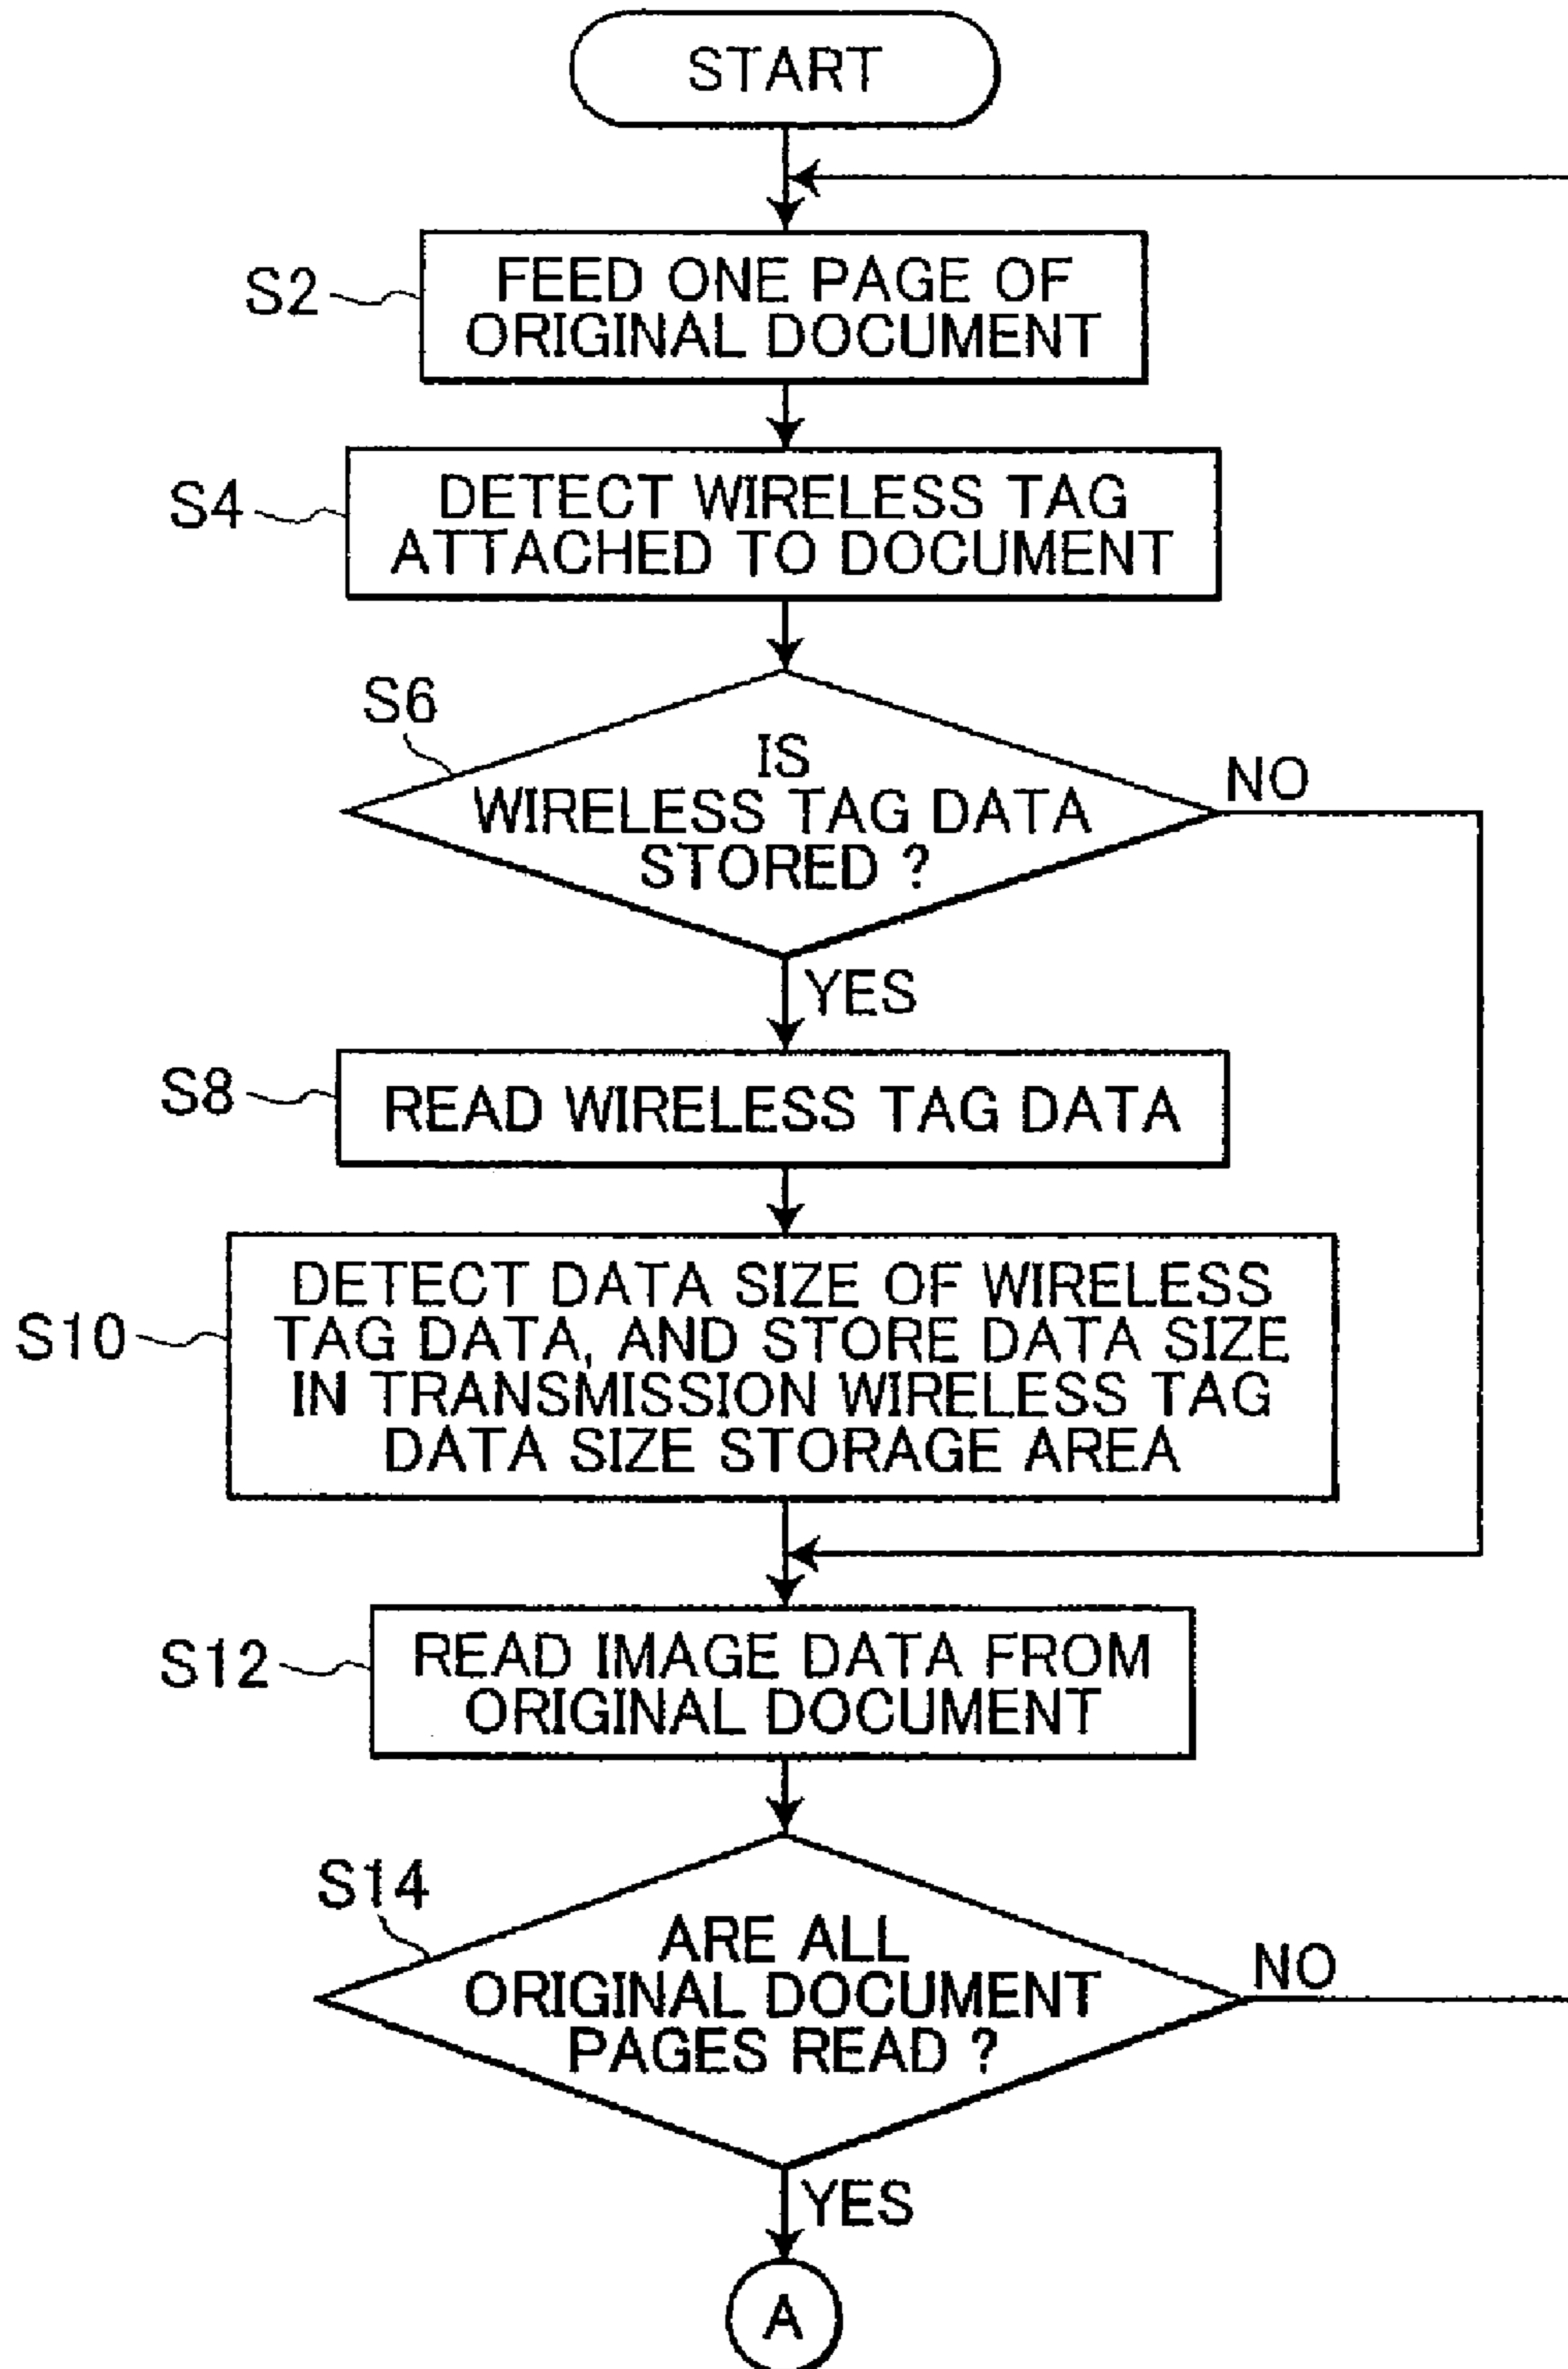 START
S2
FEED ONE PAGE OF
ORIGINAL DOCUMENT
S4
DETECT WIRELESS TAG
ATTACHED TO DOCUMENT
S6
IS
WIRELESS TAG DATA
STORED ?
NO
YES
S8
READ WIRELESS TAG DATA
S10
DETECT DATA SIZE OF WIRELESS
TAG DATA, AND STORE DATA SIZE
IN TRANSMISSION WIRELESS TAG
DATA SIZE STORAGE AREA
S12
READ IMAGE DATA FROM
ORIGINAL DOCUMENT
S14
ARE ALL
ORIGINAL DOCUMENT
PAGES READ ?
NO
YES
A